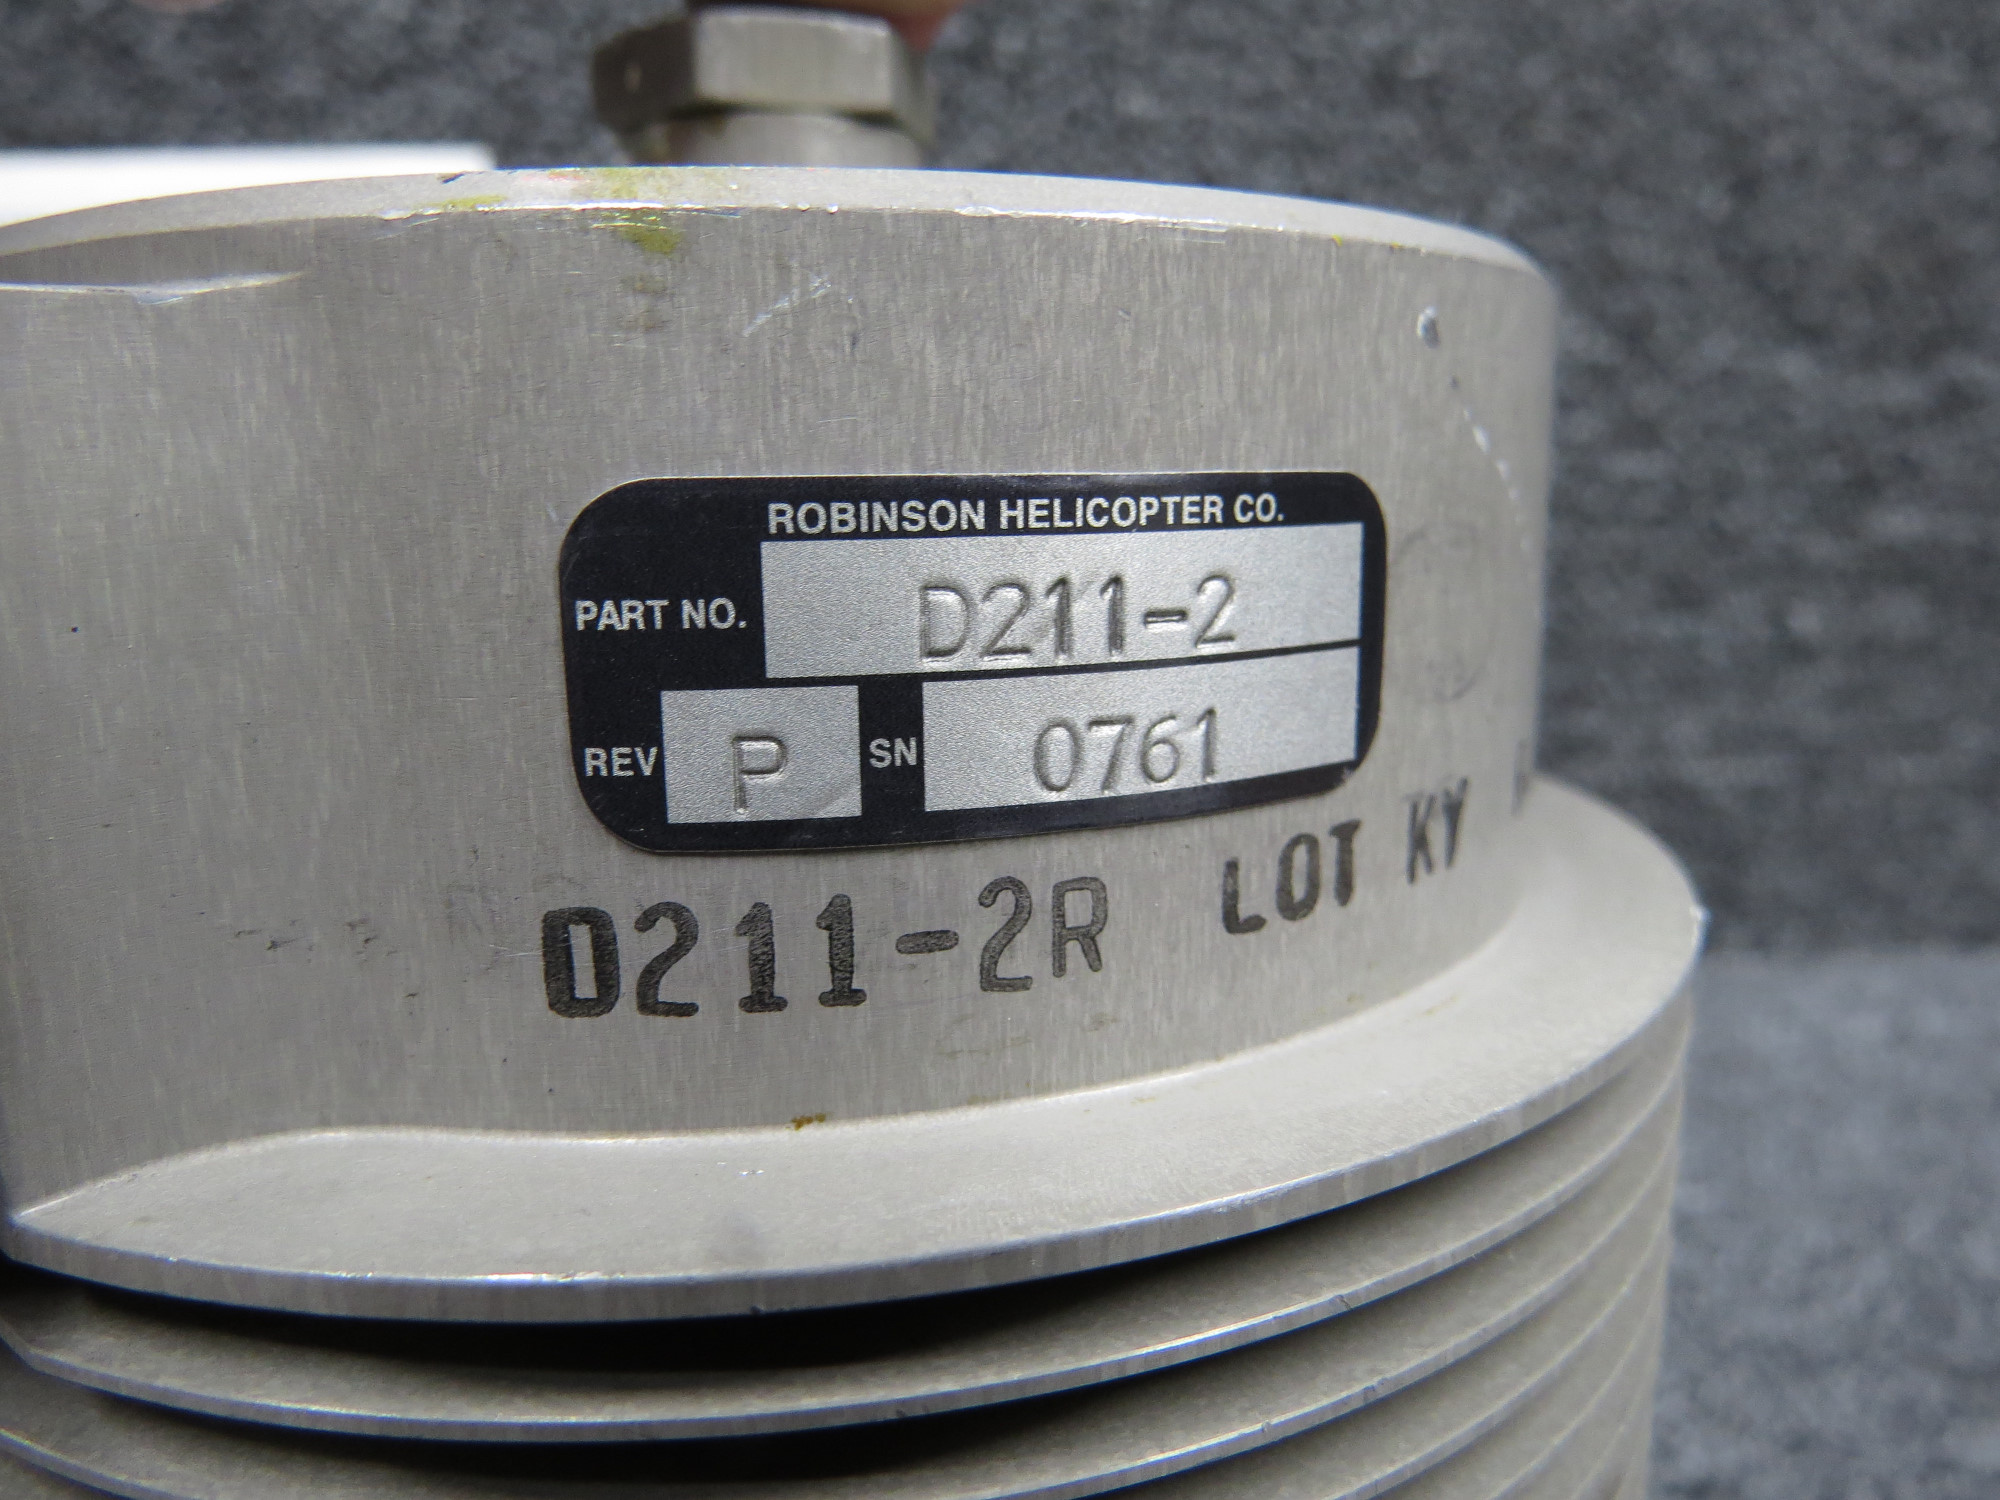 ROBINSON HELICOPTER CO.
PART NO. D211-2
REV P SN 0761
D211-2R LOT KY